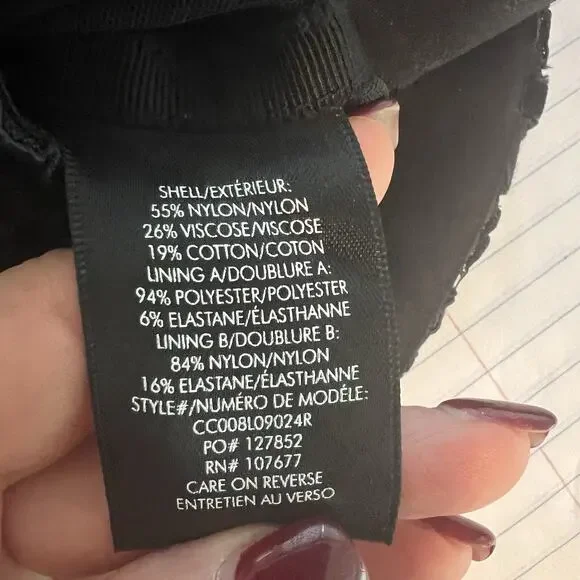 SHELL/EXTÉRIEUR:
55% NYLON/NYLON
26% VISCOSE/VISCOSE
19% COTTON/COTON
LINING A/DOUBLURE A:
94% POLYESTER/POLYESTER
6% ELASTANE/ÉLASTHANNE
LINING B/DOUBLURE B:
84% NYLON/NYLON
16% ELASTANE/ÉLASTHANNE
STYLE#/NUMÉRO DE MODÉLE:
CC008L09024R
PO# 127852
RN# 107677
CARE ON REVERSE
ENTRETIEN AU VERSO